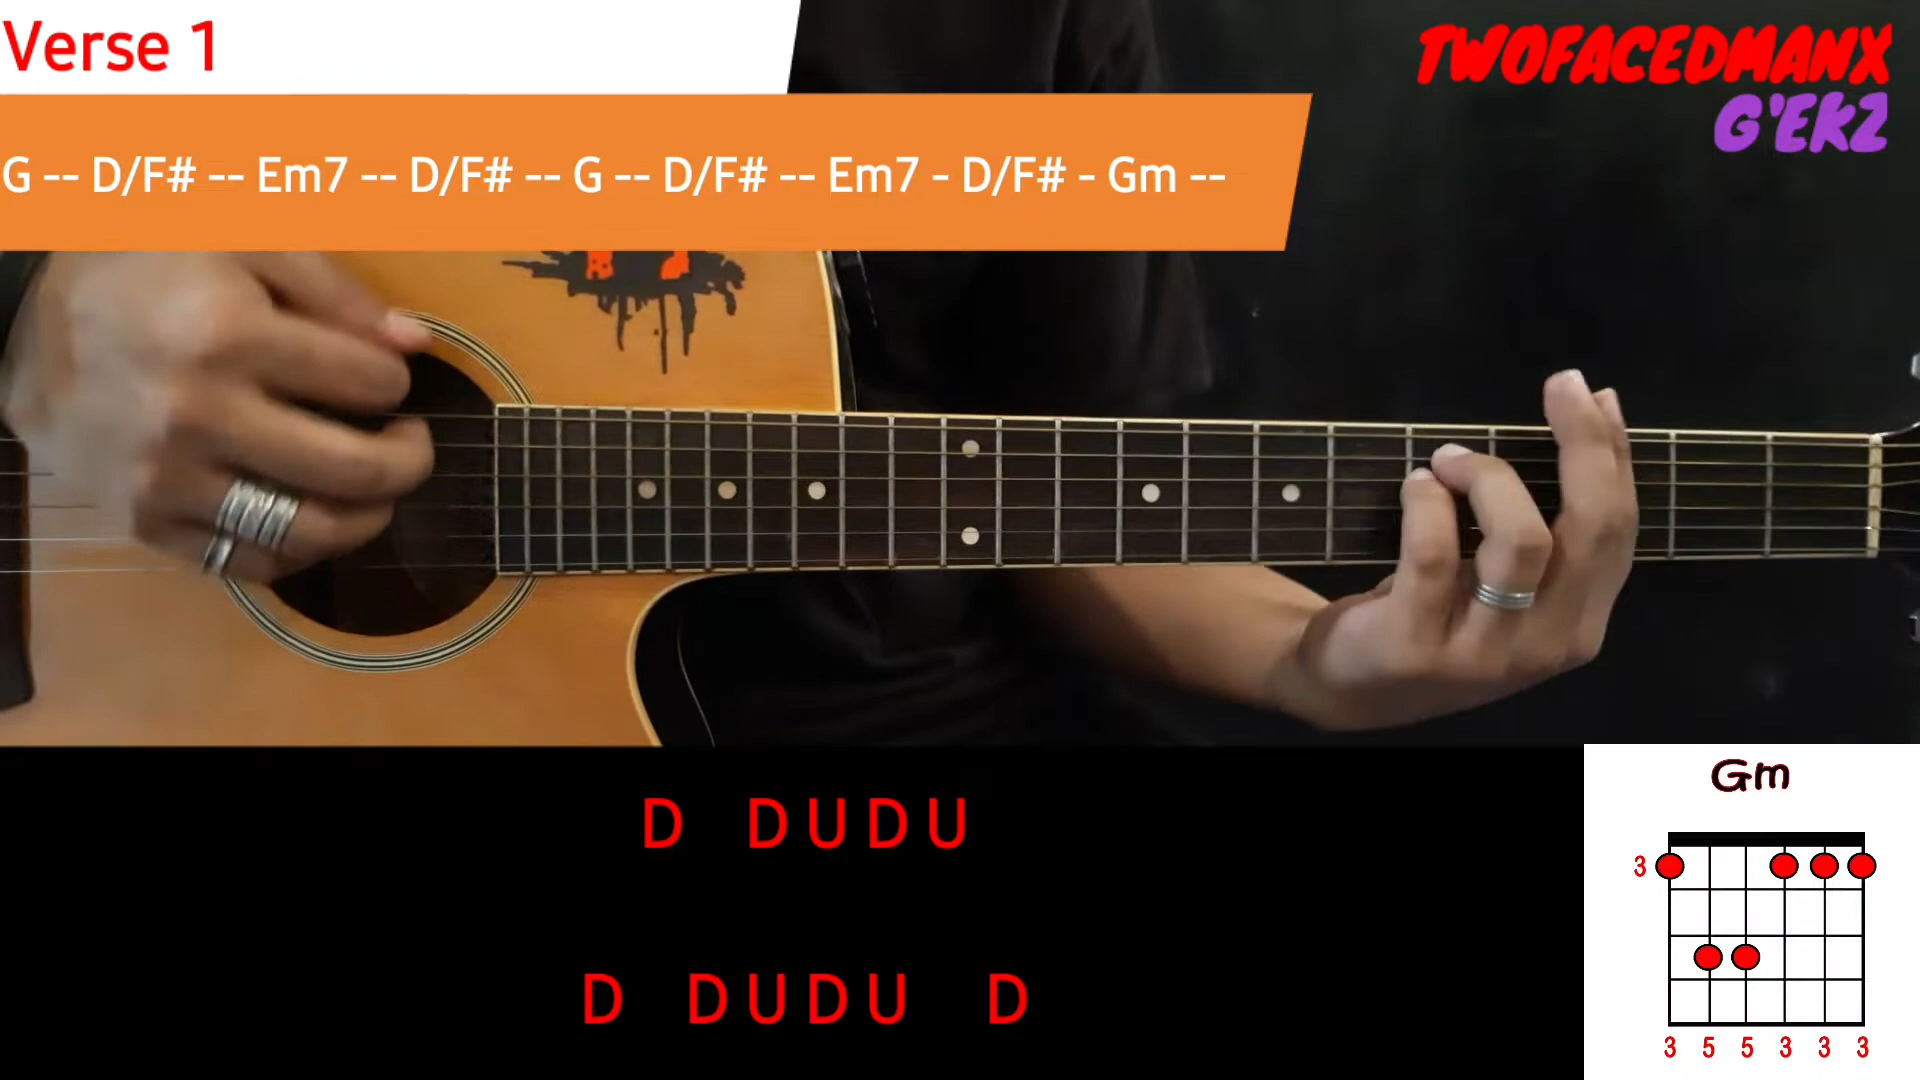 Verse 1
TWOFACEDMANX
G'EKZ
G -- D/F# -- Em7 -- D/F# -- G -- D/F# -- Em7 - D/F# - Gm --
D DUDU
D DUDU D
Gm
3
3 5 5 3 3 3